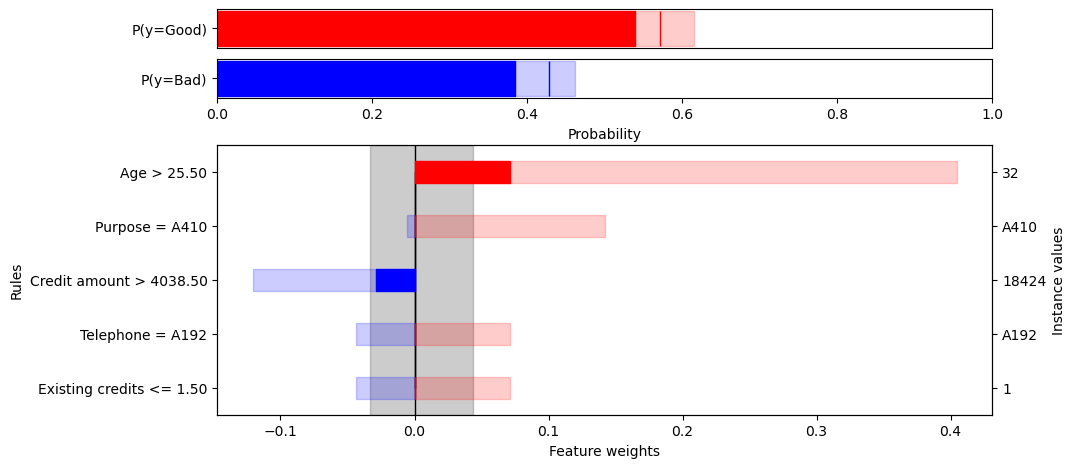 P(y=Good)
P(y=Bad)
0.0 0.2 0.4 0.6 0.8 1.0
Probability
Age > 25.50 32
Purpose = A410 A410
Credit amount > 4038.50 18424
Telephone = A192 A192
Existing credits <= 1.50 1
Rules
Instance values
−0.1 0.0 0.1 0.2 0.3 0.4
Feature weights